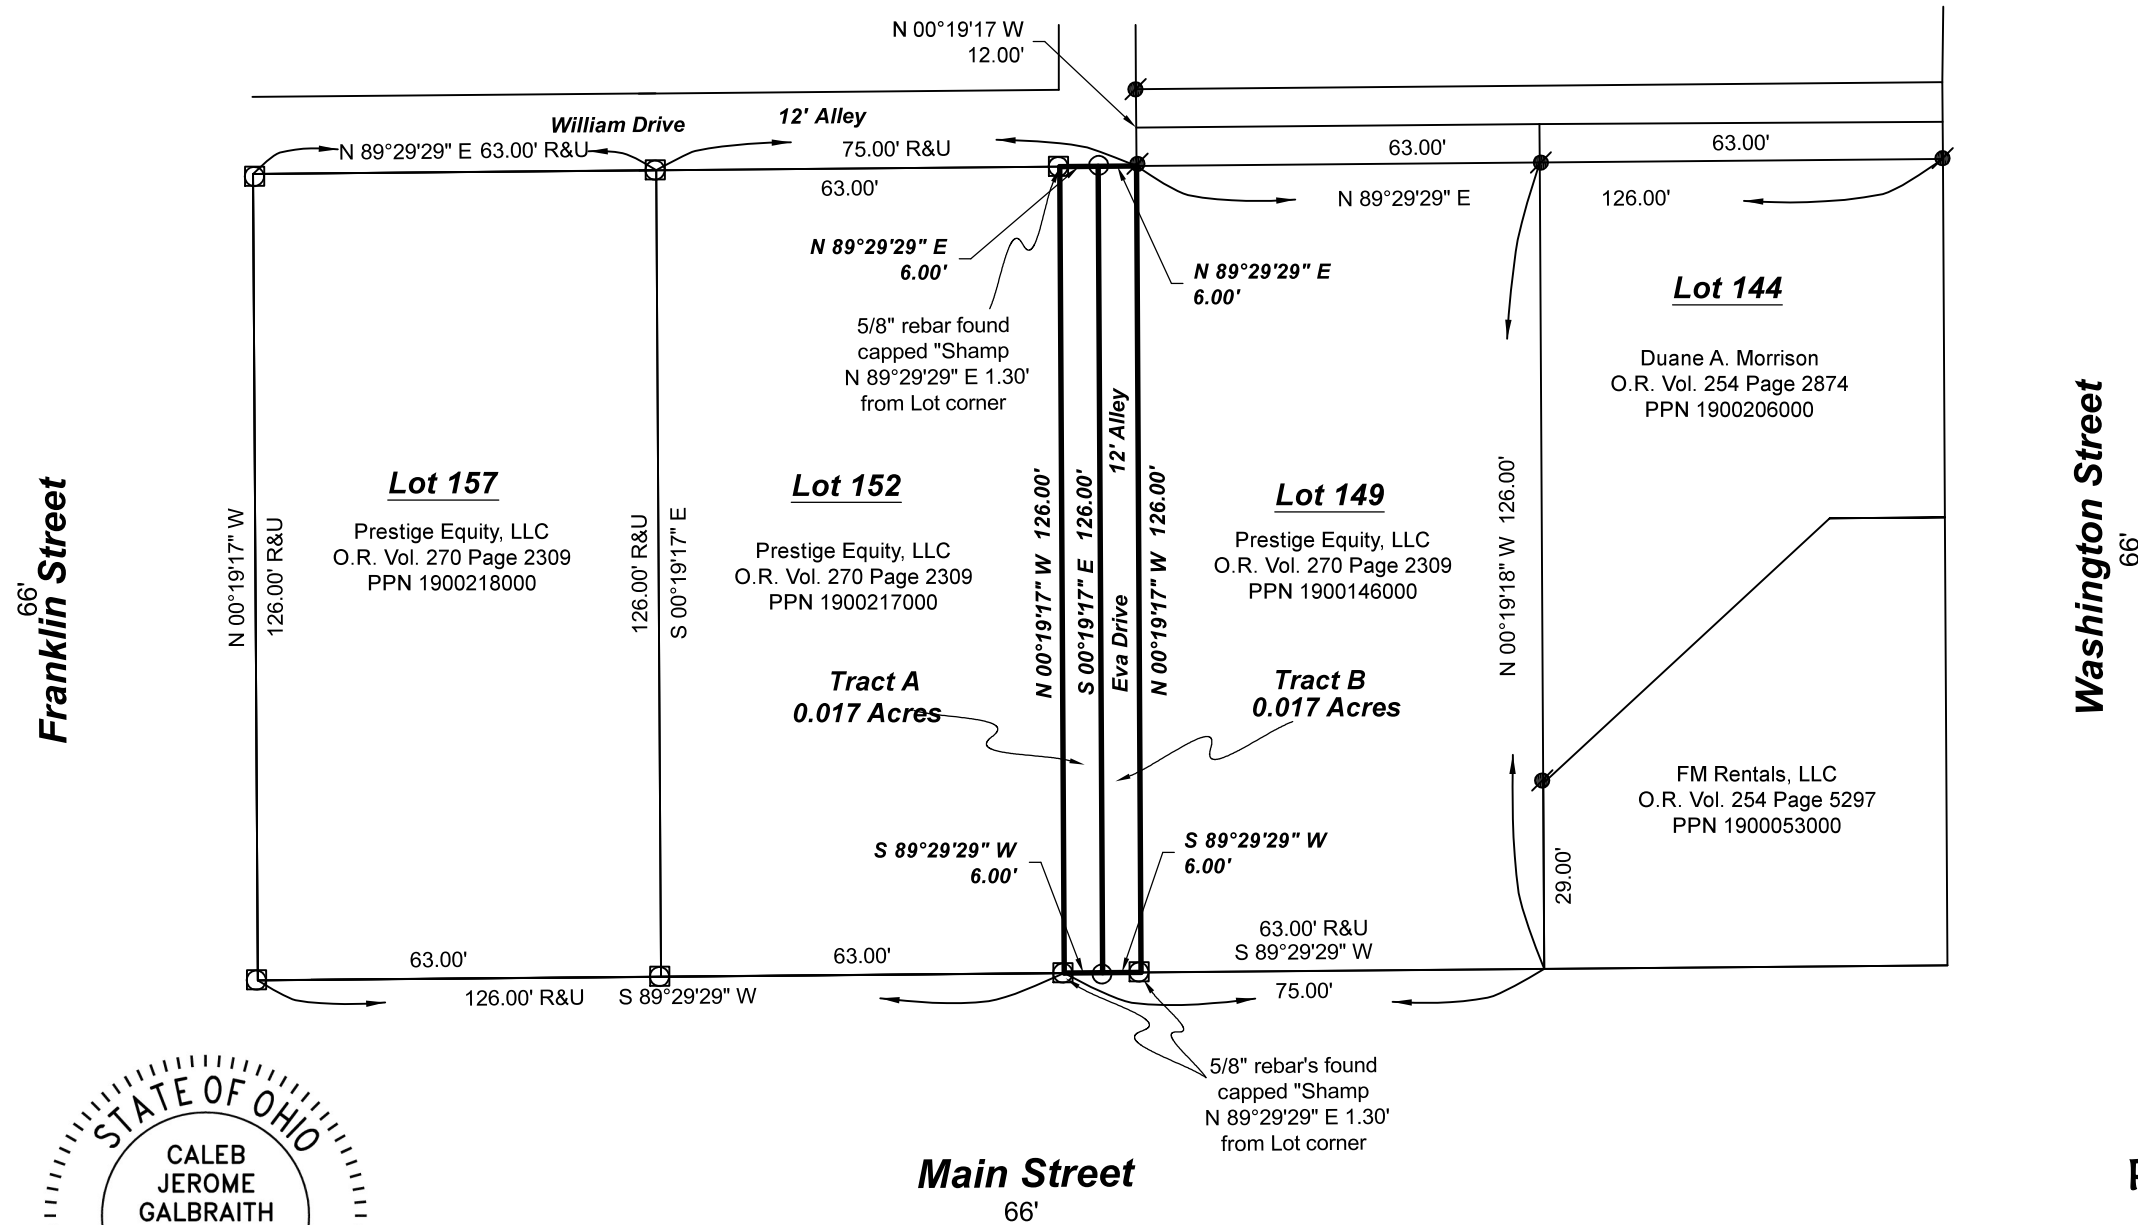 N 00°19'17 W
12.00'
William Drive
12' Alley
N 89°29'29" E 63.00' R&U
75.00' R&U
63.00'
63.00'
63.00'
N 89°29'29" E
126.00'
N 89°29'29" E
6.00'
N 89°29'29" E
6.00'
5/8" rebar found
capped "Shamp
N 89°29'29" E 1.30'
from Lot corner
Lot 144
Duane A. Morrison
O.R. Vol. 254 Page 2874
PPN 1900206000
Franklin Street
66'
N 00°19'17" W
126.00' R&U
Lot 157
Prestige Equity, LLC
O.R. Vol. 270 Page 2309
PPN 1900218000
126.00' R&U
S 00°19'17" E
Lot 152
Prestige Equity, LLC
O.R. Vol. 270 Page 2309
PPN 1900217000
N 00°19'17" W 126.00'
S 00°19'17" E 126.00'
Eva Drive
12' Alley
N 00°19'17" W 126.00'
Lot 149
Prestige Equity, LLC
O.R. Vol. 270 Page 2309
PPN 1900146000
N 00°19'18" W 126.00'
Washington Street
66'
Tract A
0.017 Acres
Tract B
0.017 Acres
FM Rentals, LLC
O.R. Vol. 254 Page 5297
PPN 1900053000
29.00'
S 89°29'29" W
6.00'
S 89°29'29" W
6.00'
63.00' R&U
S 89°29'29" W
63.00'
63.00'
126.00' R&U
S 89°29'29" W
75.00'
5/8" rebar's found
capped "Shamp
N 89°29'29" E 1.30'
from Lot corner
Main Street
66'
STATE OF OHIO
CALEB
JEROME
GALBRAITH